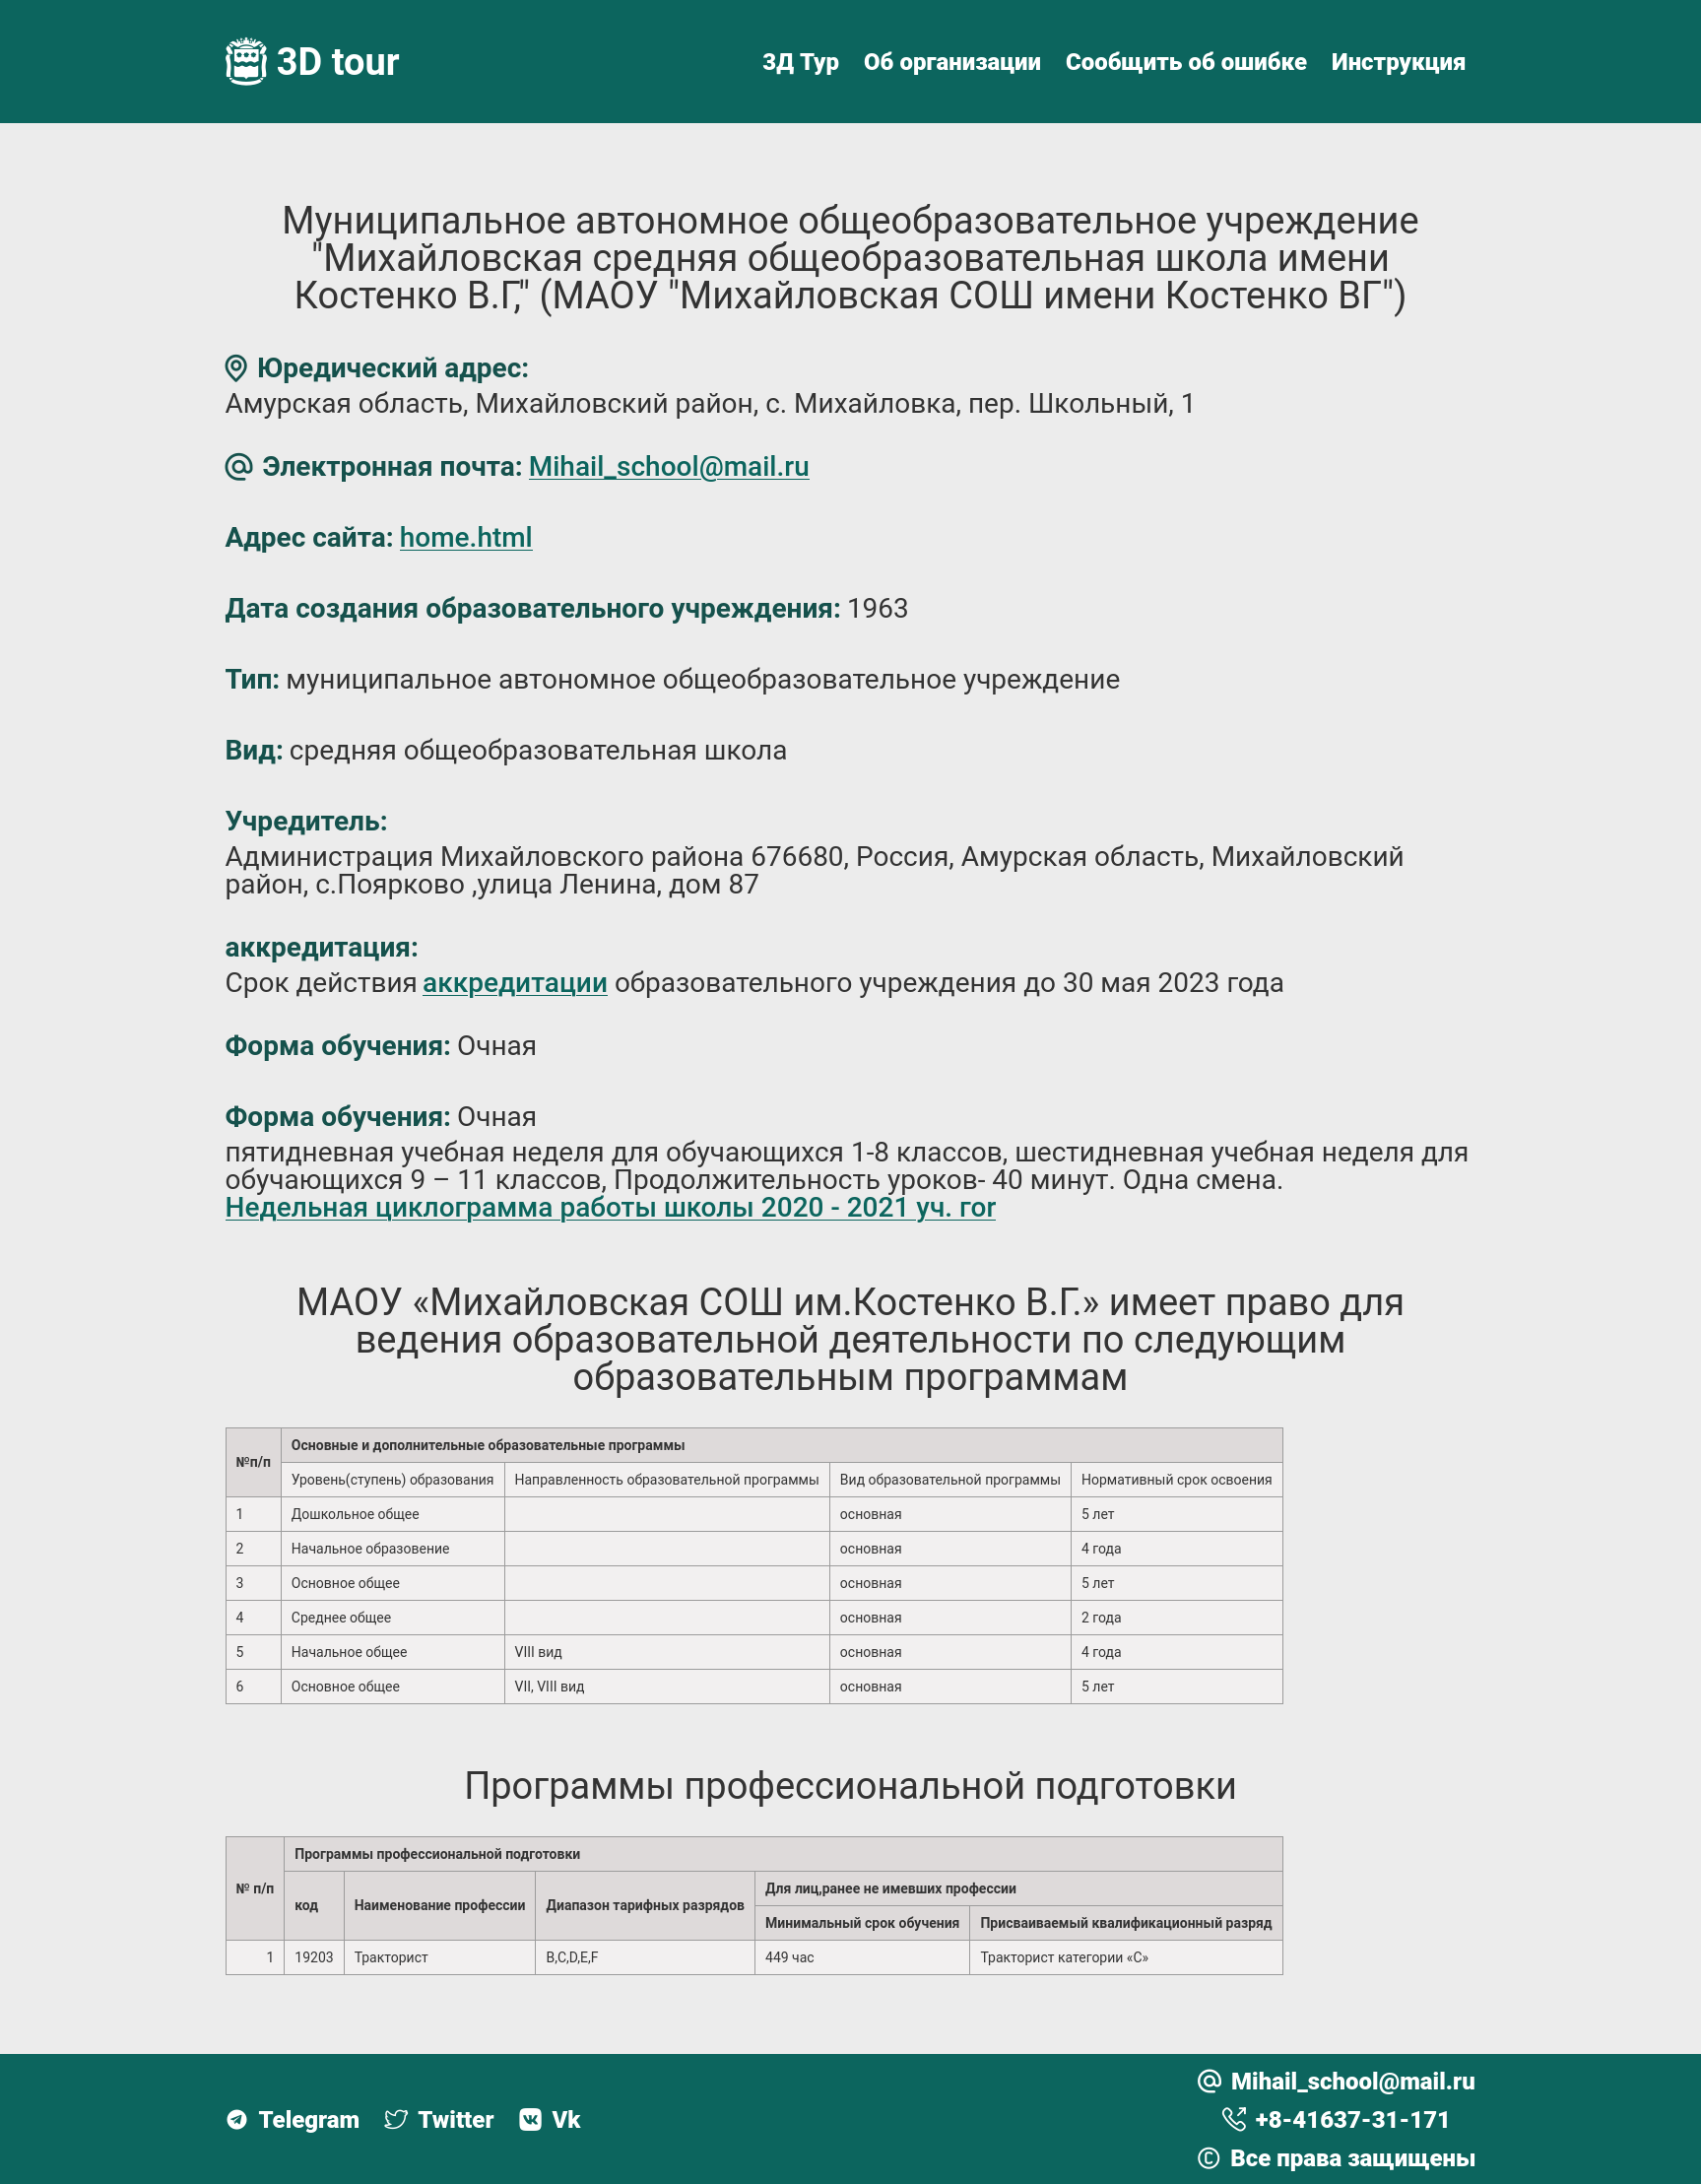 3D tour
3Д Тур Об организации Сообщить об ошибке Инструкция
Муниципальное автономное общеобразовательное учреждение
"Михайловская средняя общеобразовательная школа имени
Костенко В.Г," (МАОУ "Михайловская СОШ имени Костенко ВГ")
Юредический адрес:
Амурская область, Михайловский район, с. Михайловка, пер. Школьный, 1
Электронная почта: Mihail_school@mail.ru
Адрес сайта: home.html
Дата создания образовательного учреждения: 1963
Тип: муниципальное автономное общеобразовательное учреждение
Вид: средняя общеобразовательная школа
Учредитель:
Администрация Михайловского района 676680, Россия, Амурская область, Михайловский
район, с.Поярково ,улица Ленина, дом 87
аккредитация:
Срок действия аккредитации образовательного учреждения до 30 мая 2023 года
Форма обучения: Очная
Форма обучения: Очная
пятидневная учебная неделя для обучающихся 1-8 классов, шестидневная учебная неделя для
обучающихся 9 – 11 классов, Продолжительность уроков- 40 минут. Одна смена.
Недельная циклограмма работы школы 2020 - 2021 уч. гоr
МАОУ «Михайловская СОШ им.Костенко В.Г.» имеет право для
ведения образовательной деятельности по следующим
образовательным программам
№п/п Основные и дополнительные образовательные программы
Уровень(ступень) образования Направленность образовательной программы Вид образовательной программы Нормативный срок освоения
1 Дошкольное общее основная 5 лет
2 Начальное образовение основная 4 года
3 Основное общее основная 5 лет
4 Среднее общее основная 2 года
5 Начальное общее VIII вид основная 4 года
6 Основное общее VII, VIII вид основная 5 лет
Программы профессиональной подготовки
№ п/п Программы профессиональной подготовки
код Наименование профессии Диапазон тарифных разрядов Для лиц,ранее не имевших профессии
Минимальный срок обучения Присваиваемый квалификационный разряд
1 19203 Тракторист B,C,D,E,F 449 час Тракторист категории «С»
Telegram Twitter Vk
Mihail_school@mail.ru
+8-41637-31-171
© Все права защищены